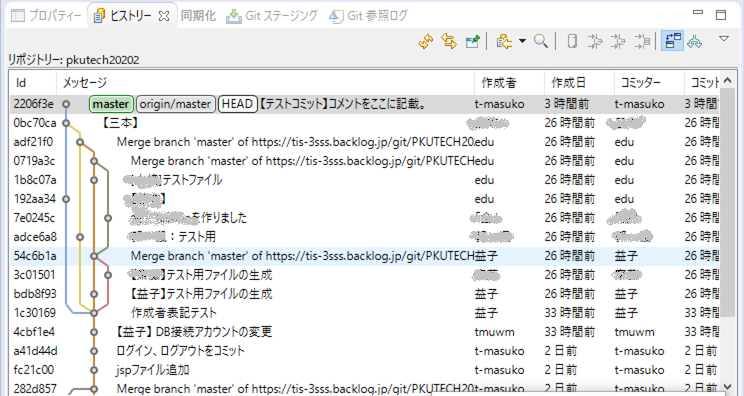 プロパティー ヒストリー 同期化 Git ステージング Git 参照ログ
リポジトリー: pkutech20202
Id メッセージ 作成者 作成日 コミッター コミット
2206f3e master origin/master HEAD 【テストコミット】コメントをここに記載。 t-masuko 3 時間前 t-masuko 3 時間前
0bc70ca 【三本】 26 時間前 26 時間前
adf21f0 Merge branch 'master' of https://tis-3sss.backlog.jp/git/PKUTECH20 edu 26 時間前 edu 26 時間前
0719a3c Merge branch 'master' of https://tis-3sss.backlog.jp/git/PKUTECH edu 26 時間前 edu 26 時間前
1b8c07a 】テストファイル edu 26 時間前 edu 26 時間前
192aa34 】 edu 26 時間前 edu 26 時間前
7e0245c を作りました 26 時間前 26 時間前
adce6a8 ：テスト用 26 時間前 26 時間前
54c6b1a Merge branch 'master' of https://tis-3sss.backlog.jp/git/PKUTECH 益子 26 時間前 益子 26 時間前
3c01501 】テスト用ファイルの生成 26 時間前 26 時間前
bdb8f93 【益子】テスト用ファイルの生成 益子 26 時間前 益子 26 時間前
1c30169 作成者表記テスト 益子 33 時間前 益子 33 時間前
4cbf1e4 【益子】 DB接続アカウントの変更 tmuwm 33 時間前 tmuwm 33 時間前
a41d44d ログイン、ログアウトをコミット t-masuko 2 日前 t-masuko 2 日前
fc21c00 jspファイル追加 t-masuko 2 日前 t-masuko 2 日前
282d857 Merge branch 'master' of https://tis-3sss.backlog.jp/git/PKUTECH20 t-masuko 2 日前 t-masuko 2 日前